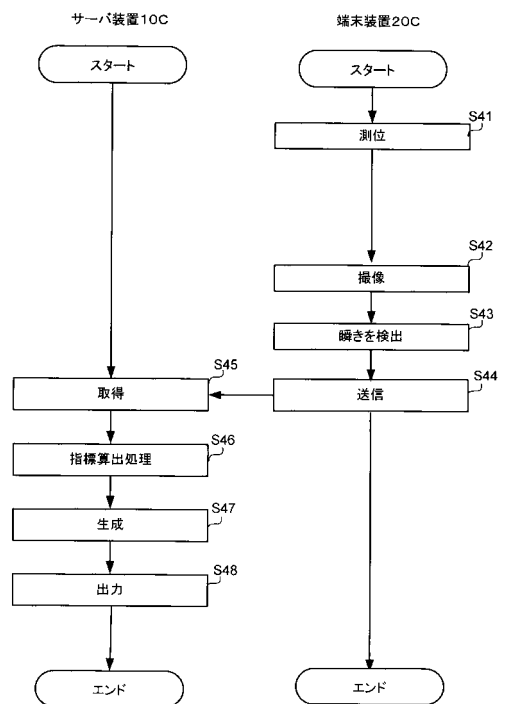 サーバ装置10C
端末装置20C
スタート
スタート
S41
測位
S42
撮像
S43
瞬きを検出
S44
送信
S45
取得
S46
指標算出処理
S47
生成
S48
出力
エンド
エンド